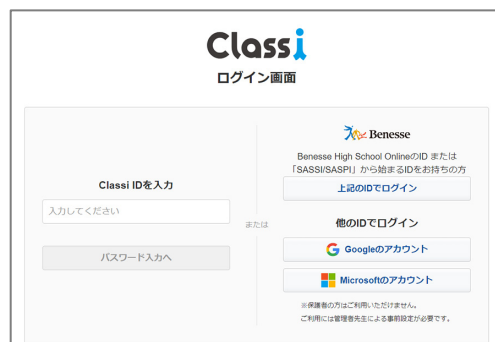 Classi
ログイン画面
Classi IDを入力
入力してください
パスワード入力へ
または
Benesse
Benesse High School OnlineのID または
「SASSI/SASPI」から始まるIDをお持ちの方
上記のIDでログイン
他のIDでログイン
Googleのアカウント
Microsoftのアカウント
※保護者の方はご利用いただけません。
ご利用には管理者先生による事前設定が必要です。